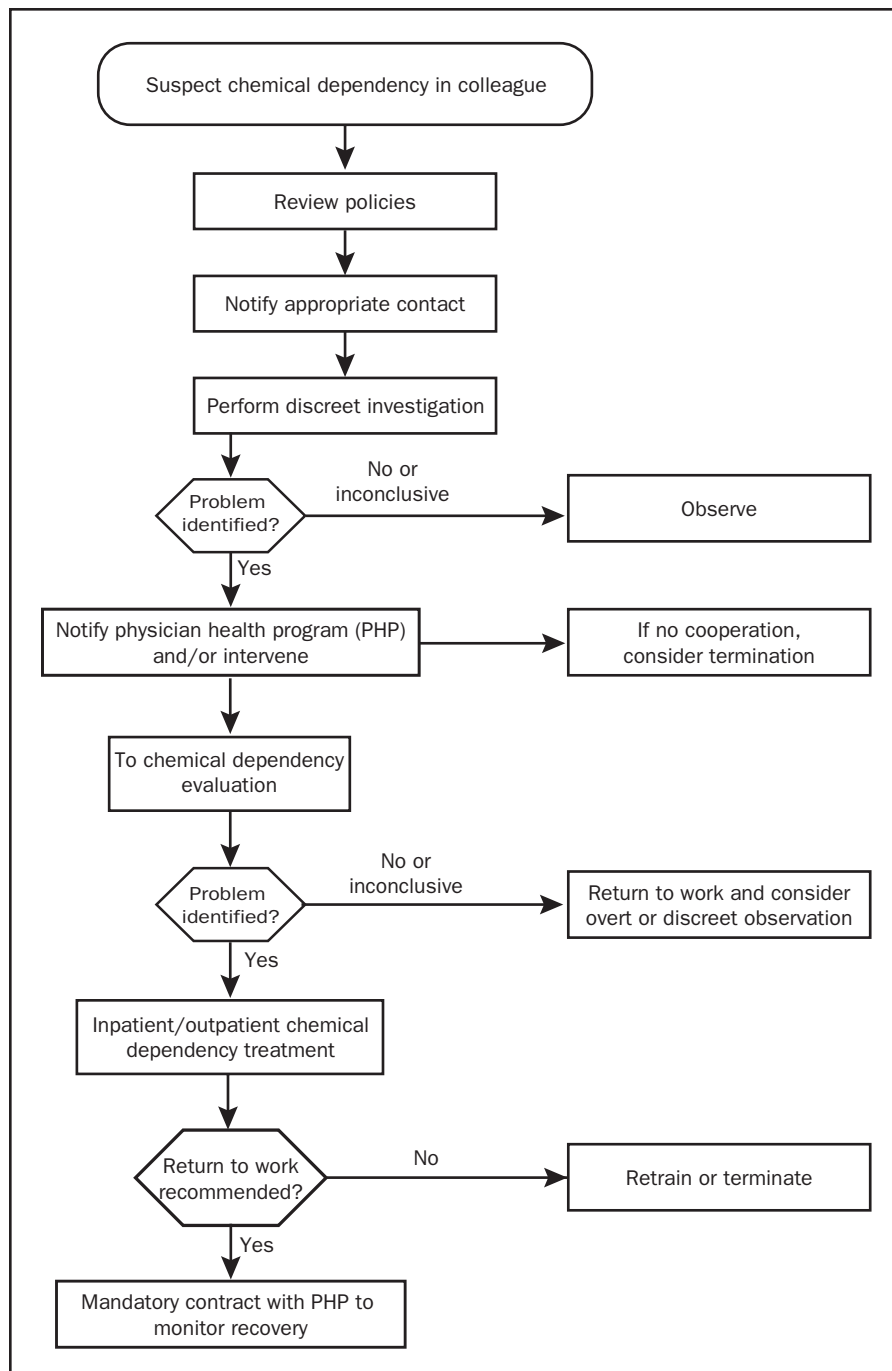 Suspect chemical dependency in colleague
Review policies
Notify appropriate contact
Perform discreet investigation
Problem
identified?
No or
inconclusive
Observe
Yes
Notify physician health program (PHP)
and/or intervene
If no cooperation,
consider termination
To chemical dependency
evaluation
Problem
identified?
No or
inconclusive
Return to work and consider
overt or discreet observation
Yes
Inpatient/outpatient chemical
dependency treatment
Return to work
recommended?
No
Retrain or terminate
Yes
Mandatory contract with PHP to
monitor recovery